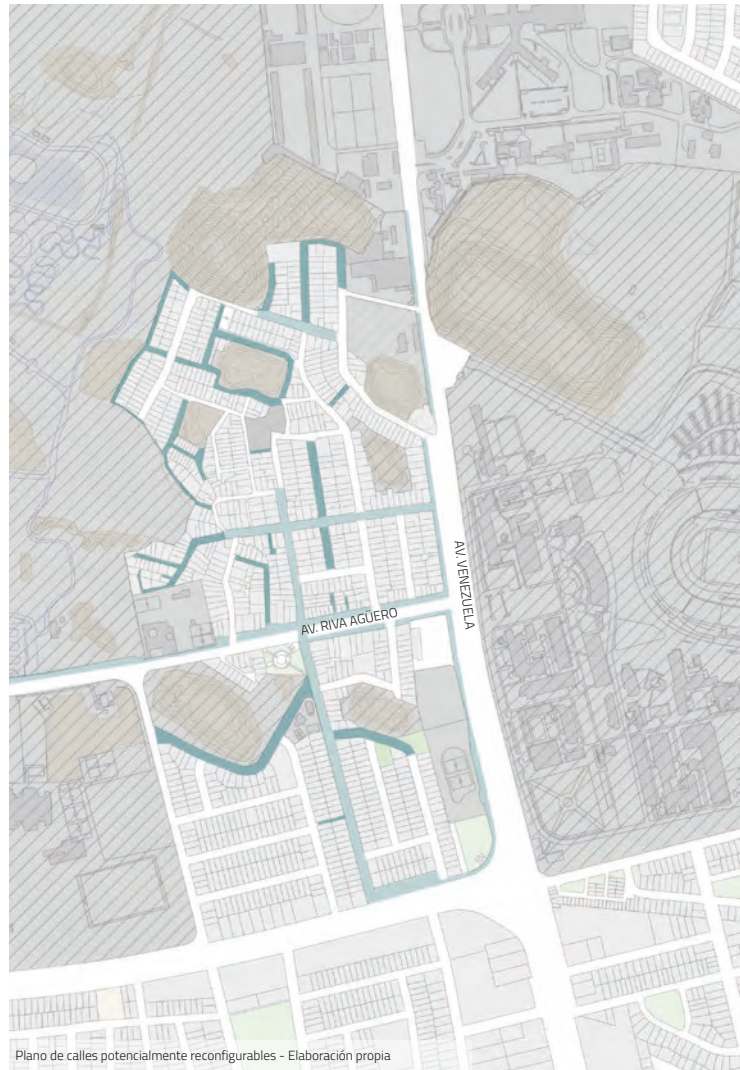 AV. VENEZUELA
AV. RIVA AGÜERO
Plano de calles potencialmente reconfigurables - Elaboración propia